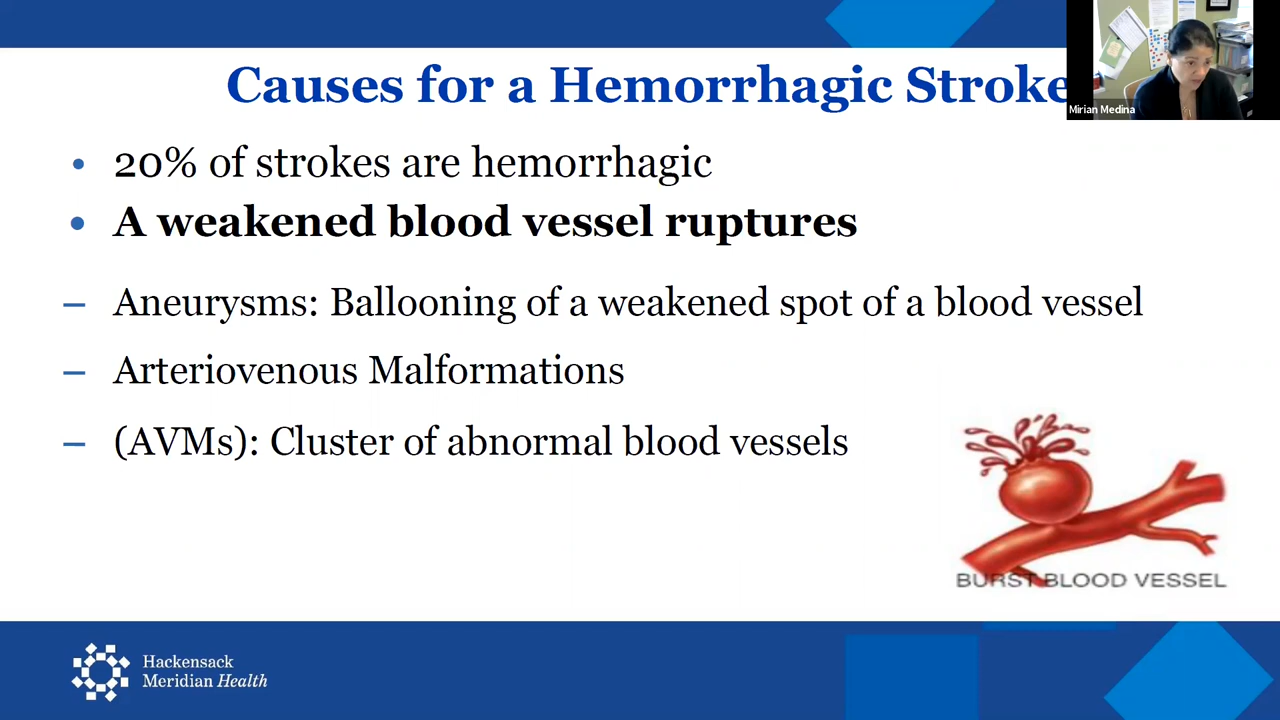 Causes for a Hemorrhagic Stroke
Mirian Medina
• 20% of strokes are hemorrhagic
• A weakened blood vessel ruptures
– Aneurysms: Ballooning of a weakened spot of a blood vessel
– Arteriovenous Malformations
– (AVMs): Cluster of abnormal blood vessels
BURST BLOOD VESSEL
Hackensack
Meridian Health